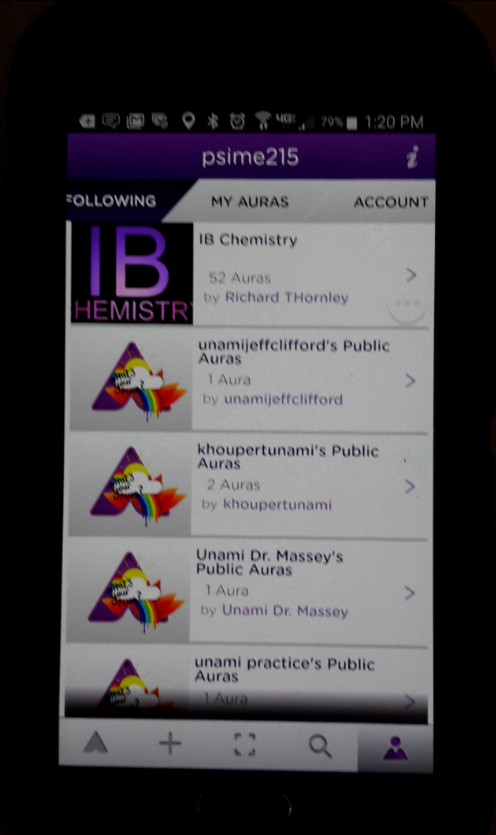 4G 79% 1:20 PM
psime215 i
FOLLOWING MY AURAS ACCOUNT
IB
CHEMISTRY
IB Chemistry
52 Auras
by Richard THornley
unamijeffclifford's Public
Auras
1 Aura
by unamijeffclifford
khoupertunami's Public
Auras
2 Auras
by khoupertunami
Unami Dr. Massey's
Public Auras
1 Aura
by Unami Dr. Massey
unami practice's Public
Auras
1 Aura